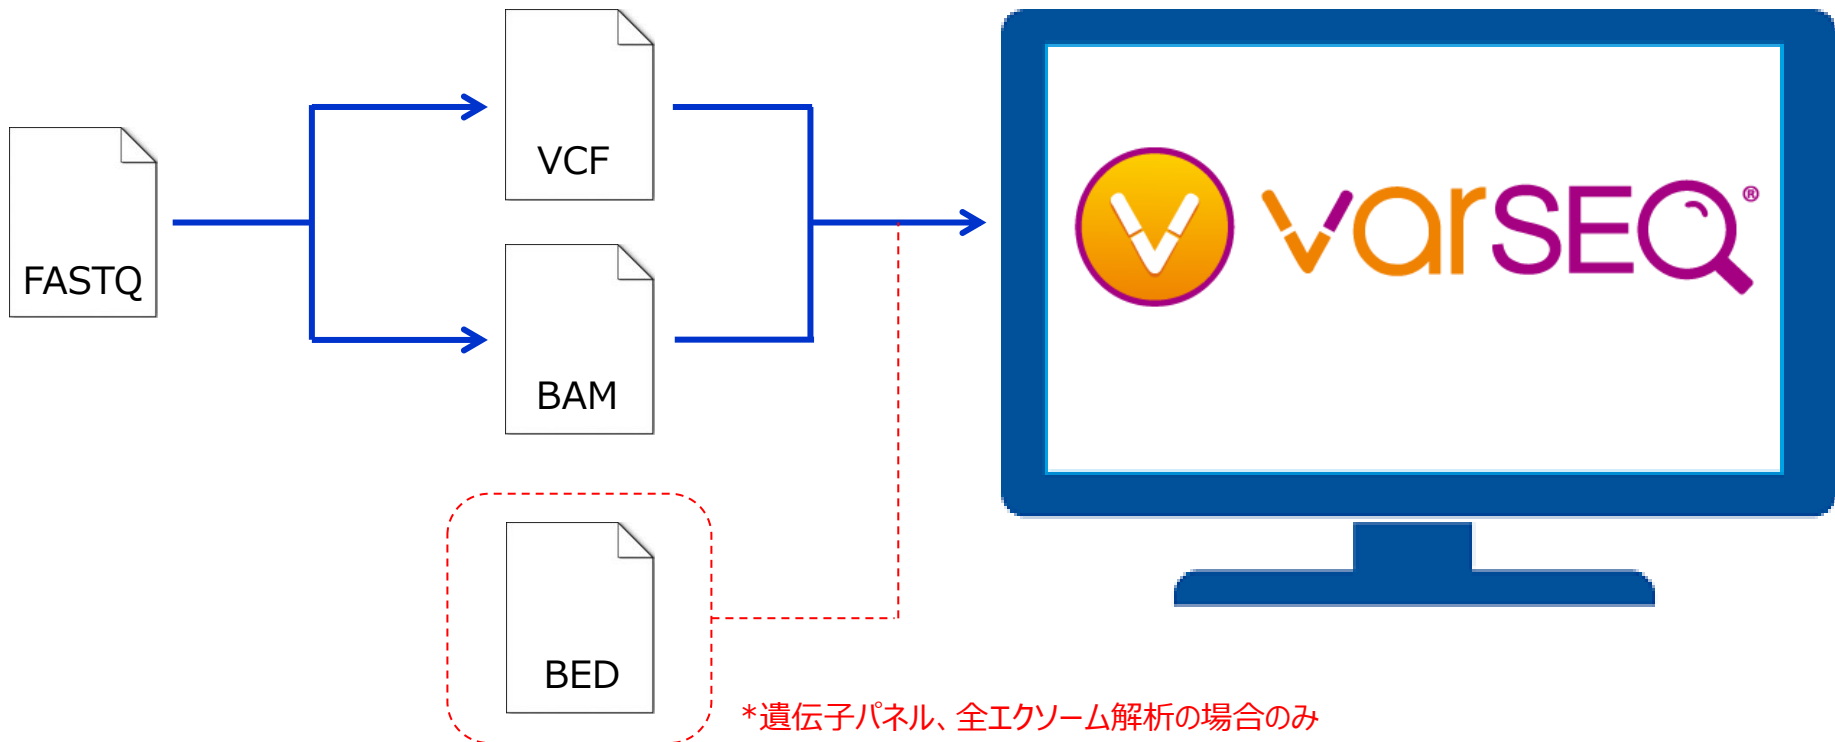 FASTQ
VCF
BAM
BED
varSEQ®
*遺伝子パネル、全エクソーム解析の場合のみ